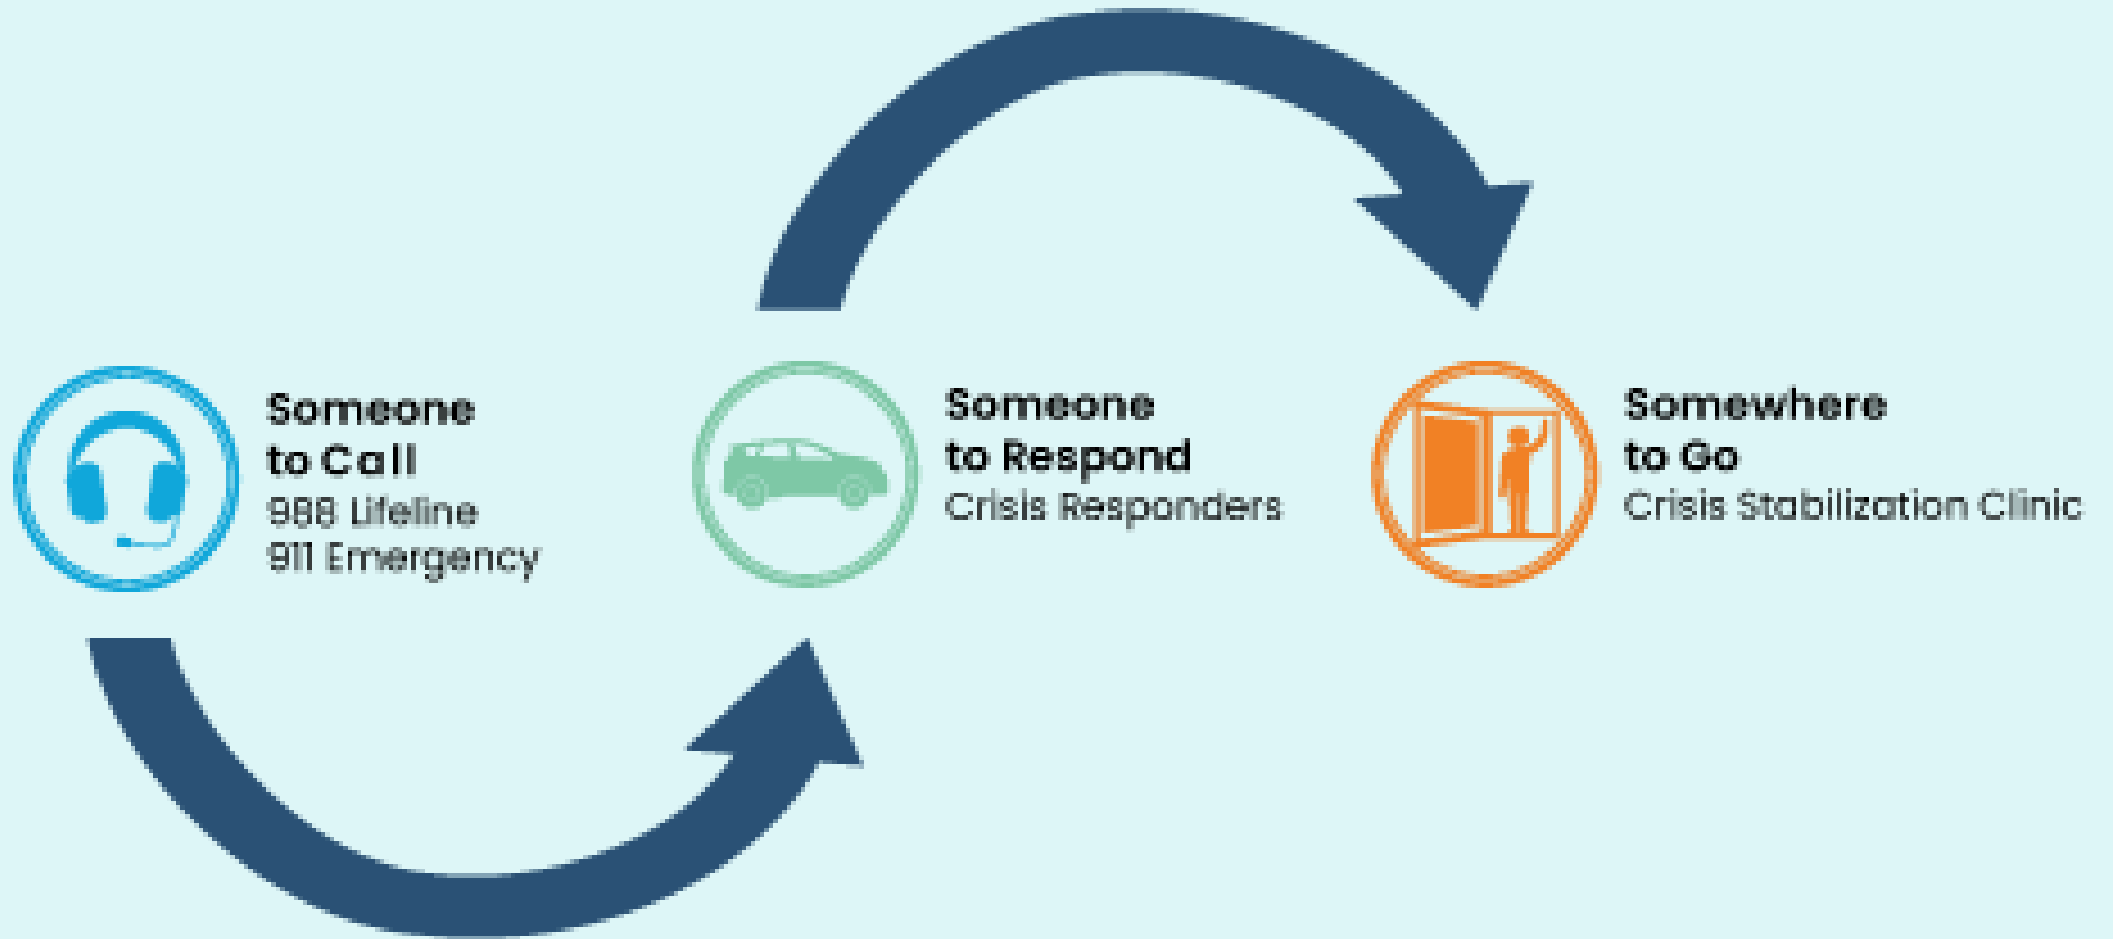 Someone
to Call
988 Lifeline
911 Emergency
Someone
to Respond
Crisis Responders
Somewhere
to Go
Crisis Stabilization Clinic